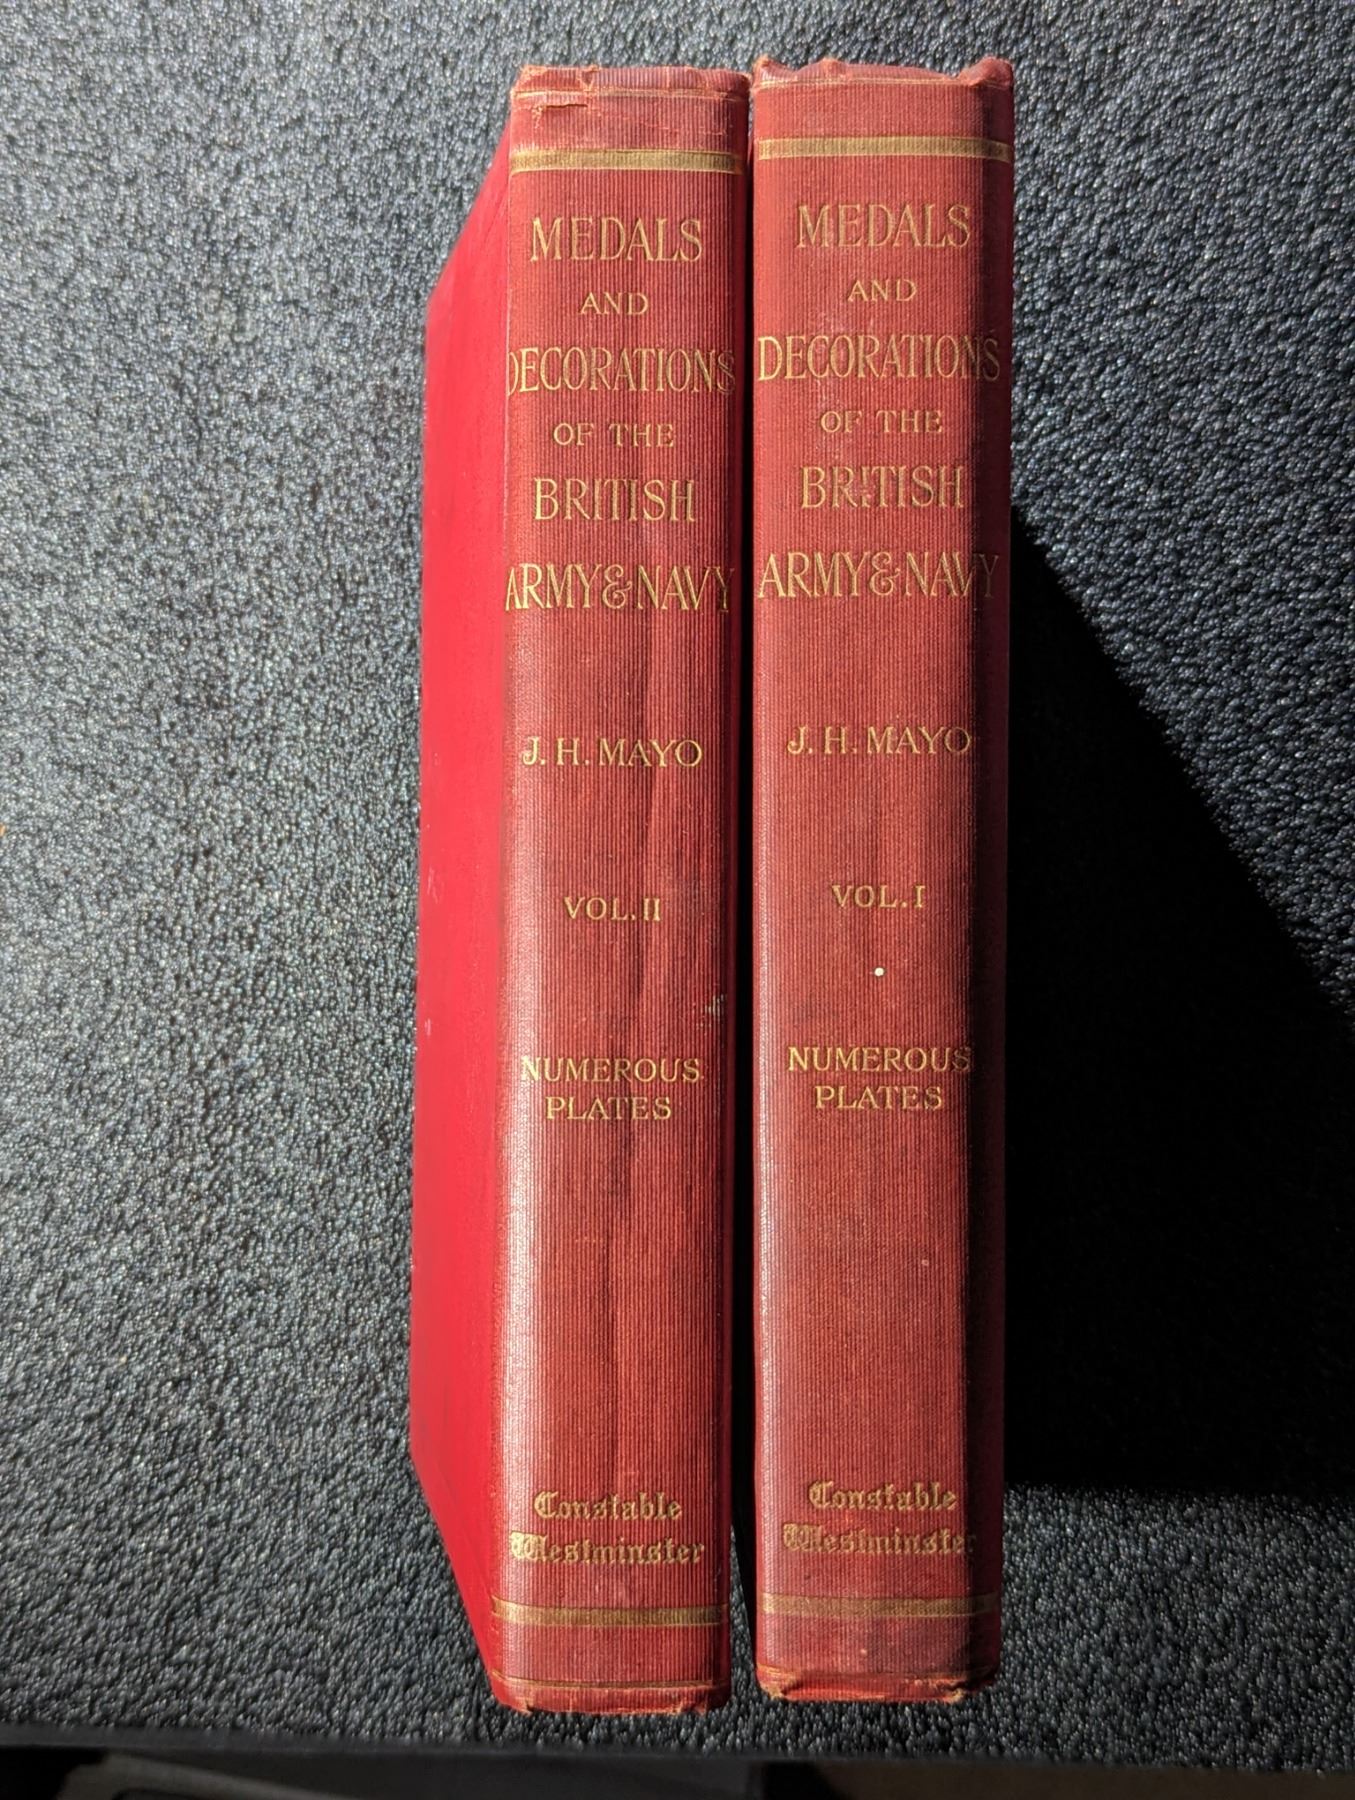 MEDALS
AND
DECORATIONS
OF THE
BRITISH
ARMY & NAVY
J. H. MAYO
VOL. II
NUMEROUS
PLATES
Constable
Westminster
MEDALS
AND
DECORATIONS
OF THE
BRITISH
ARMY & NAVY
J. H. MAYO
VOL. I
NUMEROUS
PLATES
Constable
Westminster